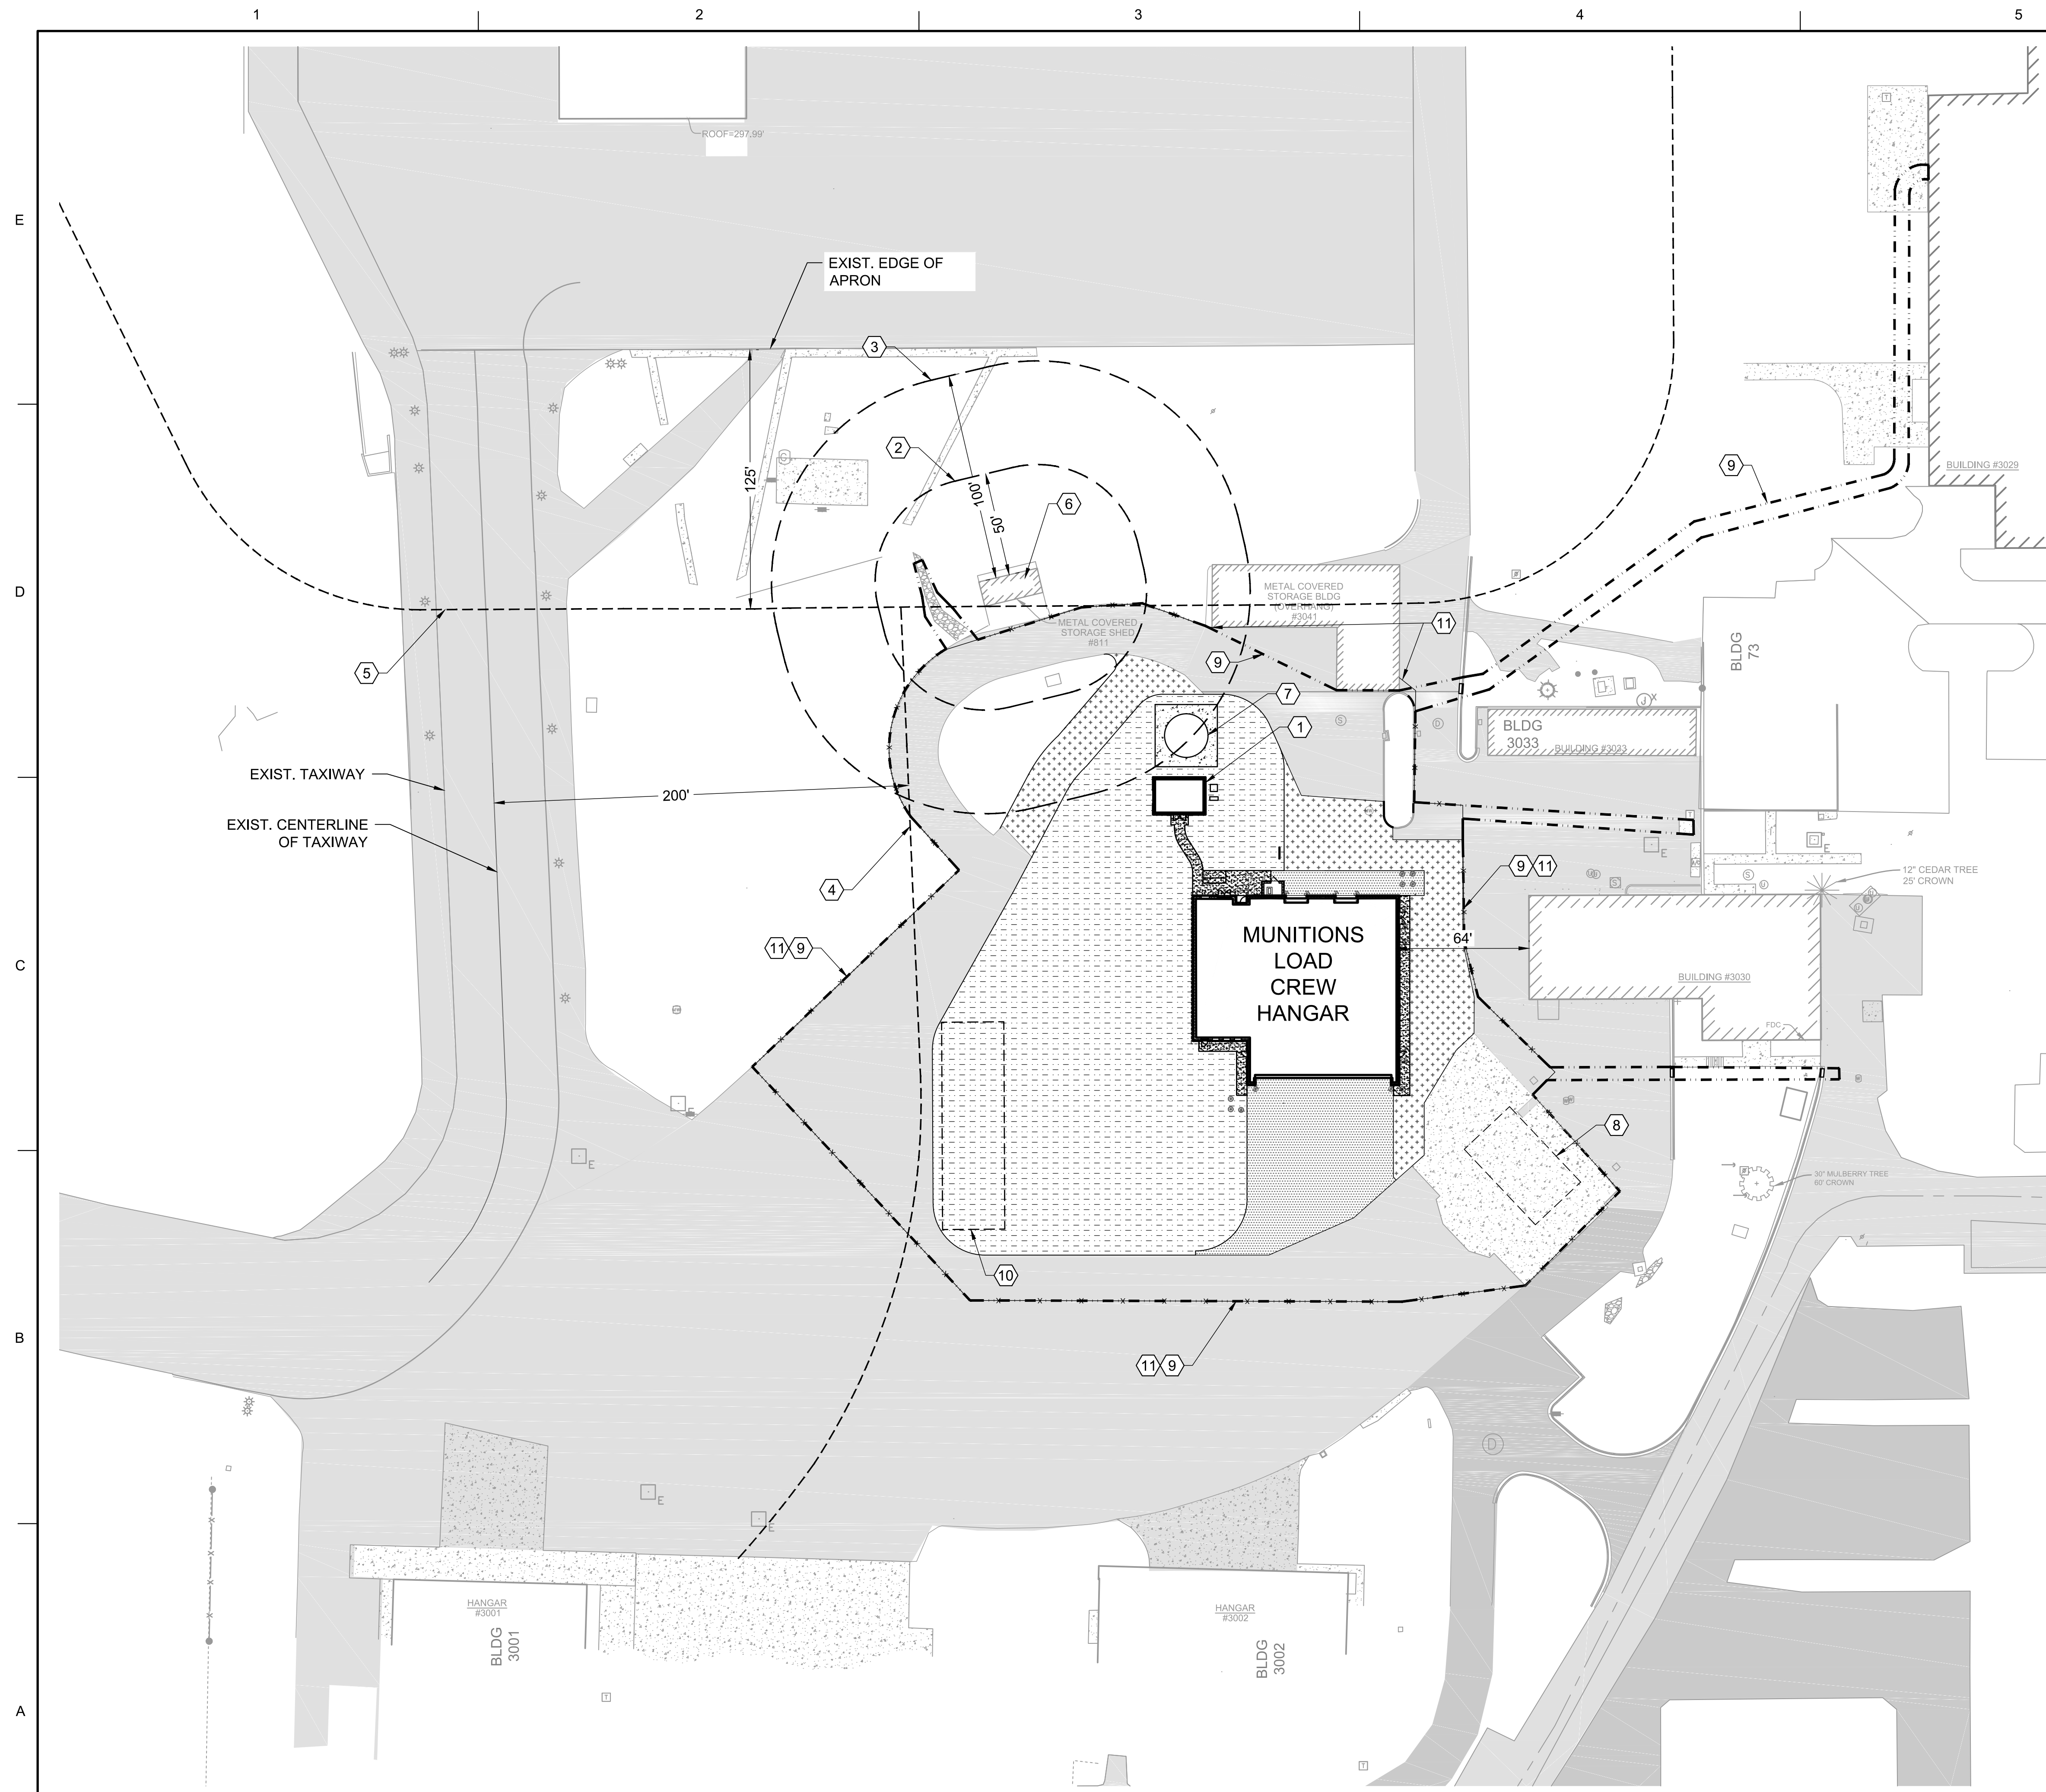 1
2
3
4
5
E
D
C
B
A
ROOF=297.99'
EXIST. EDGE OF
APRON
3
2
125'
100'
50'
6
9
BUILDING #3029
METAL COVERED
STORAGE BLDG
(OVERHANG)
#3041
METAL COVERED
STORAGE SHED
#811
11
9
5
7
1
BLDG
73
BLDG
3033
BUILDING #3033
J
X
S
D
EXIST. TAXIWAY
EXIST. CENTERLINE
OF TAXIWAY
200'
4
9
11
12" CEDAR TREE
25' CROWN
11
9
64'
MUNITIONS
LOAD
CREW
HANGAR
BUILDING #3030
FDC
8
30" MULBERRY TREE
60' CROWN
10
11
9
E
E
E
E
E
T
T
T
T
D
HANGAR
#3001
BLDG
3001
HANGAR
#3002
BLDG
3002